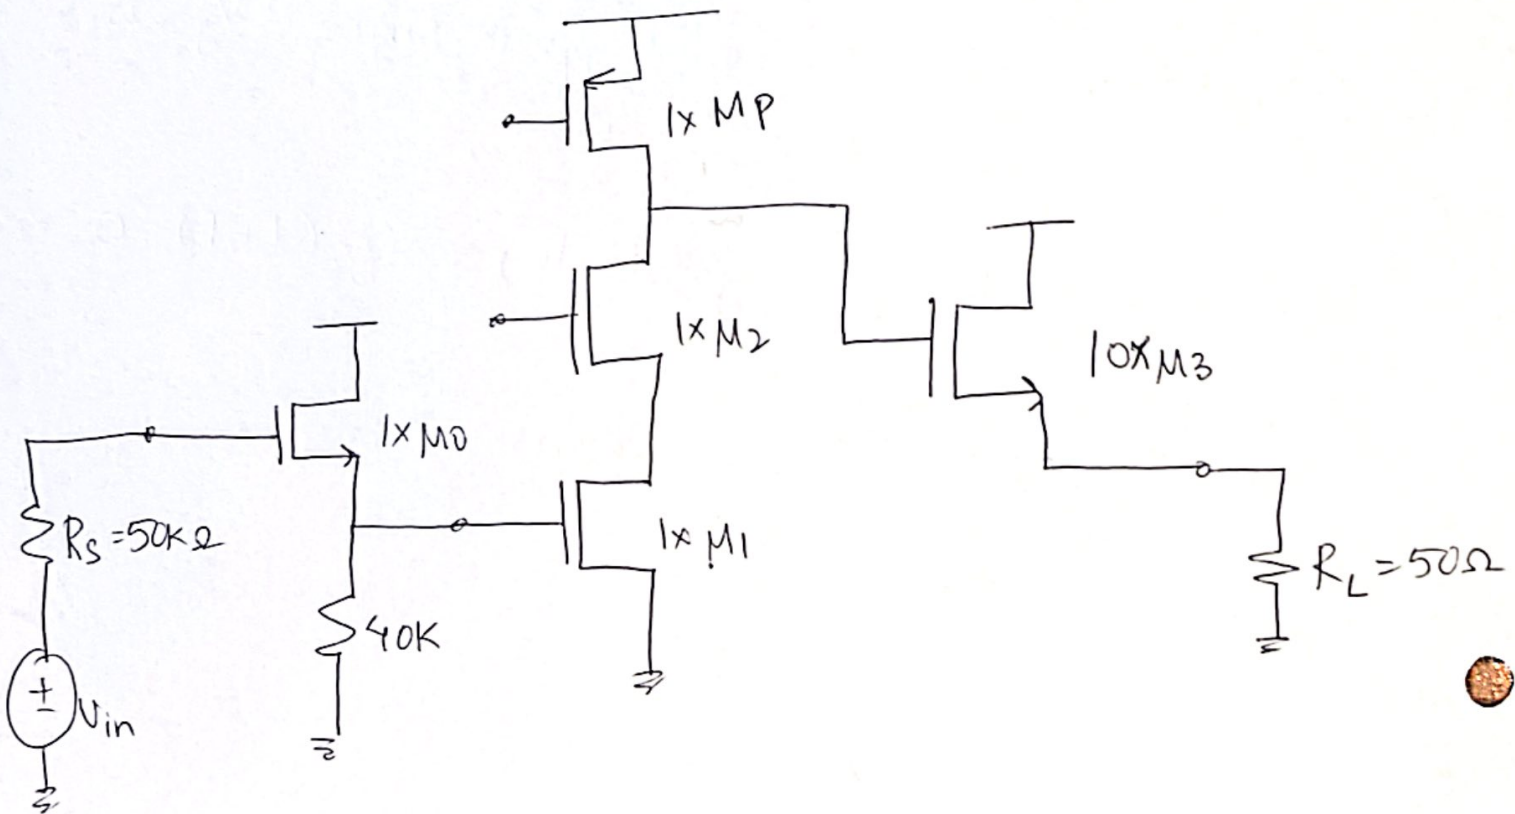 1x MP
1x M2
10x M3
1x M0
Rs=50KΩ
1x M1
RL=50Ω
40K
+
-
Vin